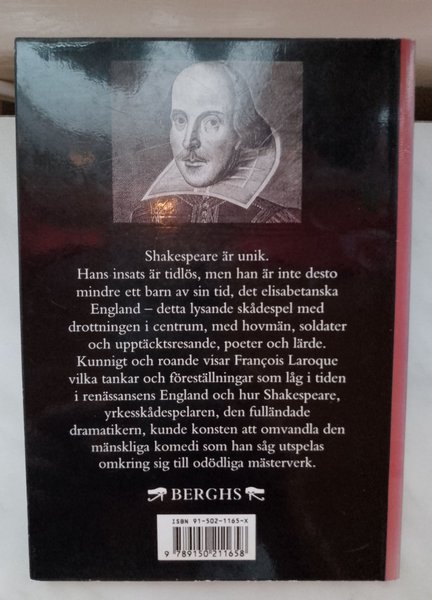 Shakespeare är unik.
Hans insats är tidlös, men han är inte desto
mindre ett barn av sin tid, det elisabetanska
England – detta lysande skådespel med
drottningen i centrum, med hovmän, soldater
och upptäcktsresande, poeter och lärde.
Kunnigt och roande visar François Laroque
vilka tankar och föreställningar som låg i tiden
i renässansens England och hur Shakespeare,
yrkesskådespelaren, den fulländade
dramatikern, kunde konsten att omvandla den
mänskliga komedi som han såg utspelas
omkring sig till odödliga mästerverk.
BERGHS
ISBN 91-502-1165-X
9 789150 211658